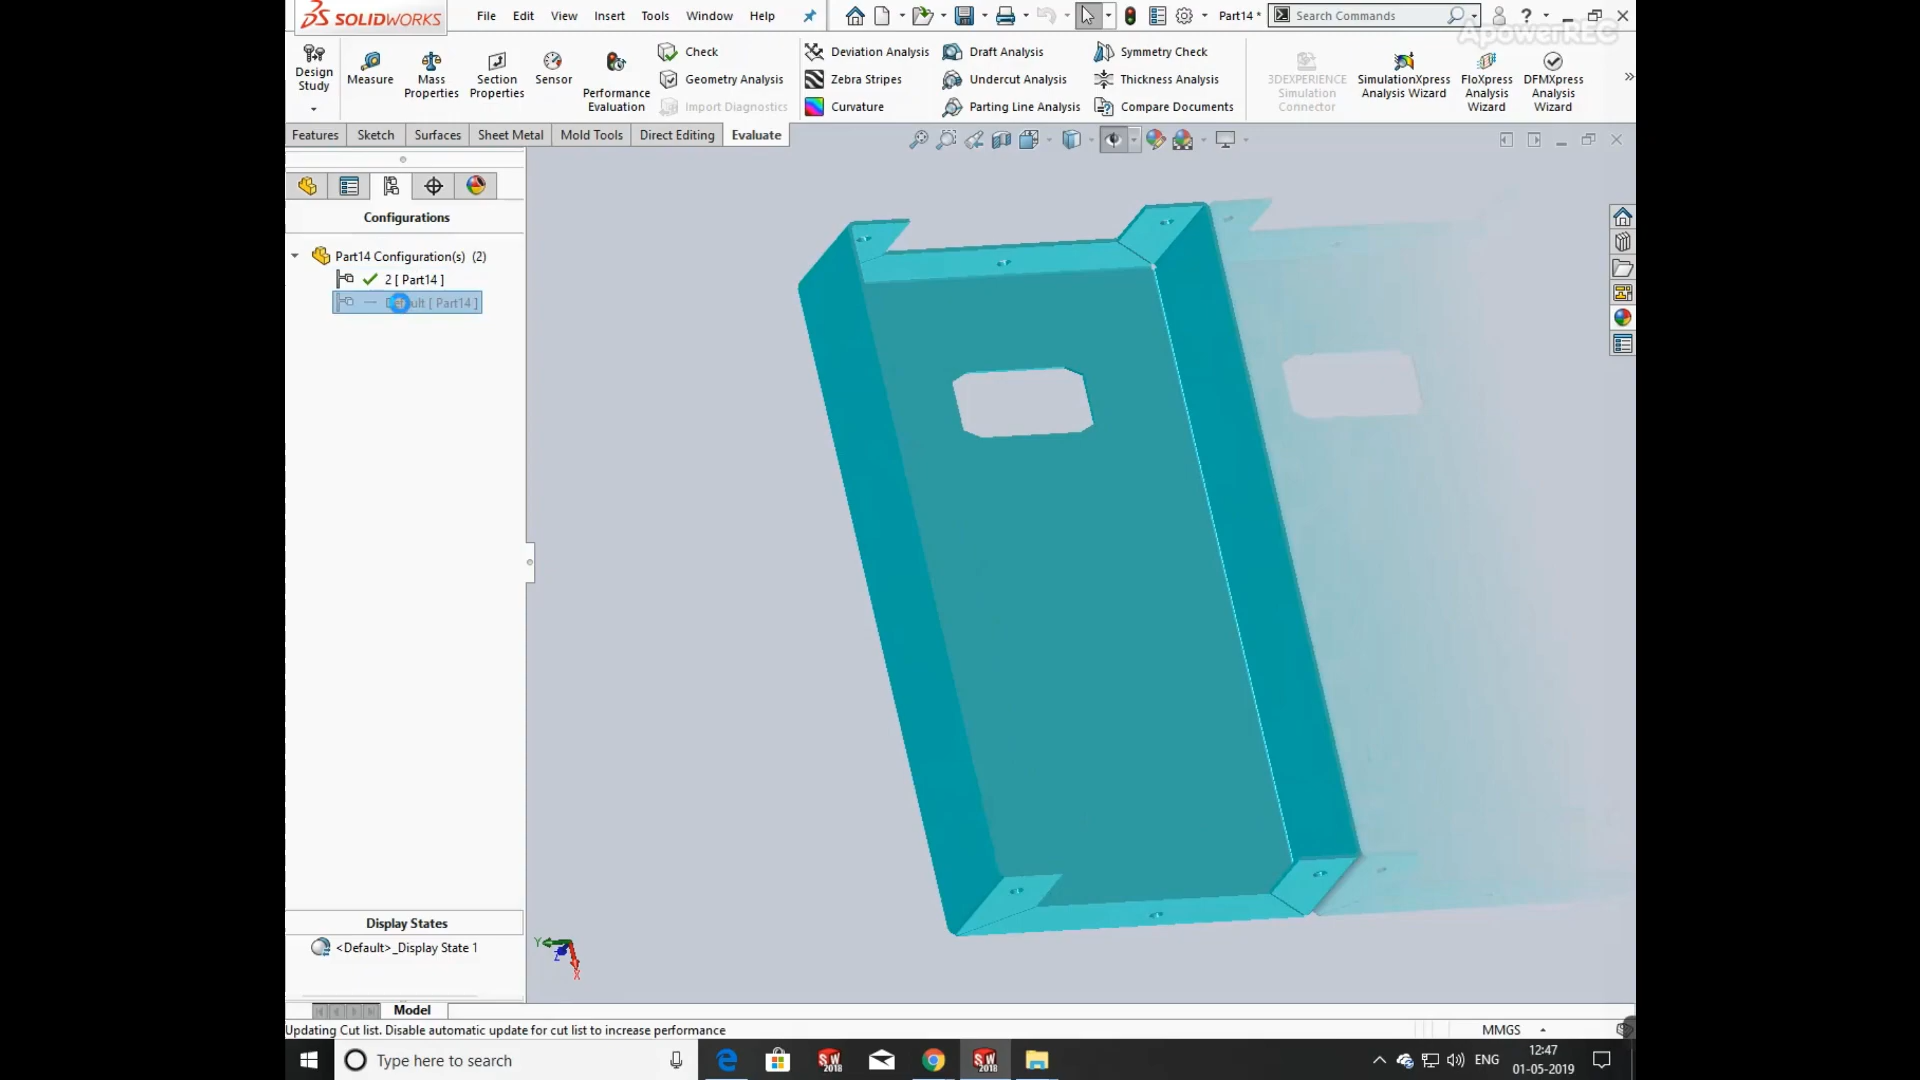 SOLIDWORKS File Edit View Insert Tools Window Help Part14 * Search Commands ?
ApowerREC
Design Study
Measure
Mass Properties
Section Properties
Sensor
Performance Evaluation
Check
Geometry Analysis
Import Diagnostics
Deviation Analysis
Zebra Stripes
Curvature
Draft Analysis
Undercut Analysis
Parting Line Analysis
Symmetry Check
Thickness Analysis
Compare Documents
3DEXPERIENCE Simulation Connector
SimulationXpress Analysis Wizard
FloXpress Analysis Wizard
DFMXpress Analysis Wizard
Features Sketch Surfaces Sheet Metal Mold Tools Direct Editing Evaluate
Configurations
Part14 Configuration(s) (2)
2 [ Part14 ]
[ Part14 ]
Display States
<Default>_Display State 1
Y
Z
X
Model
Updating Cut list. Disable automatic update for cut list to increase performance
MMGS
Type here to search
SW 2018
SW 2018
ENG
12:47
01-05-2019